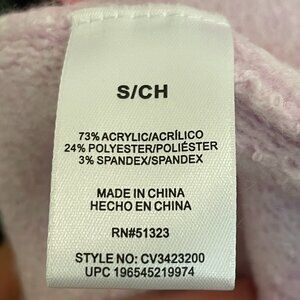 S/CH
73% ACRYLIC/ACRÍLICO
24% POLYESTER/POLIÉSTER
3% SPANDEX/SPANDEX
MADE IN CHINA
HECHO EN CHINA
RN#51323
STYLE NO: CV3423200
UPC 196545219974